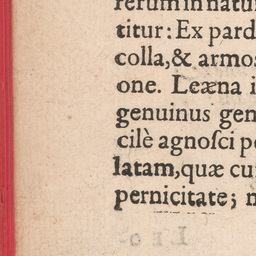 rerum in natu
titur: Ex pard
colla,& armos
one. Leæna i
genuinus gen
cilè agnoſci p
latam,quæ cu
pernicitate; n